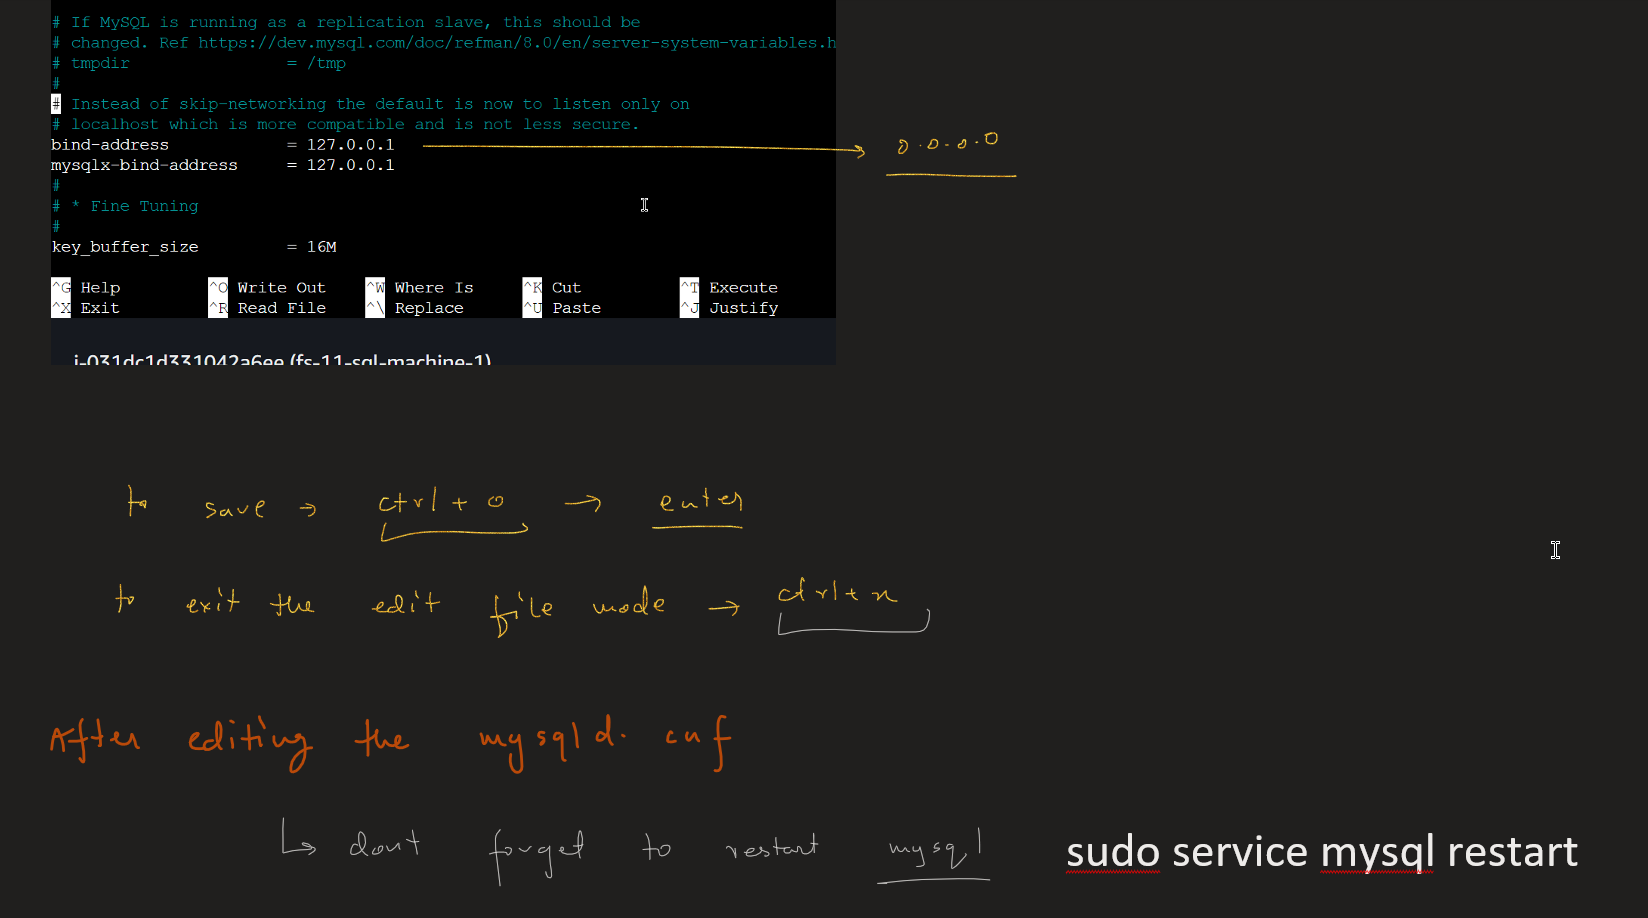 # If MySQL is running as a replication slave, this should be
# changed. Ref https://dev.mysql.com/doc/refman/8.0/en/server-system-variables.h
# tmpdir = /tmp
#
# Instead of skip-networking the default is now to listen only on
# localhost which is more compatible and is not less secure.
bind-address = 127.0.0.1 → 0.0.0.0
mysqlx-bind-address = 127.0.0.1
#
# * Fine Tuning
#
key_buffer_size = 16M
^G Help ^O Write Out ^W Where Is ^K Cut ^T Execute
^X Exit ^R Read File ^\ Replace ^U Paste ^J Justify
i-031dc1d331042a6ee (fs-11-sql-machine-1)
to save → ctrl + o → enter
to exit the edit file mode → ctrl + x
After editing the mysqld.cnf
↳ dont forget to restart mysql sudo service mysql restart